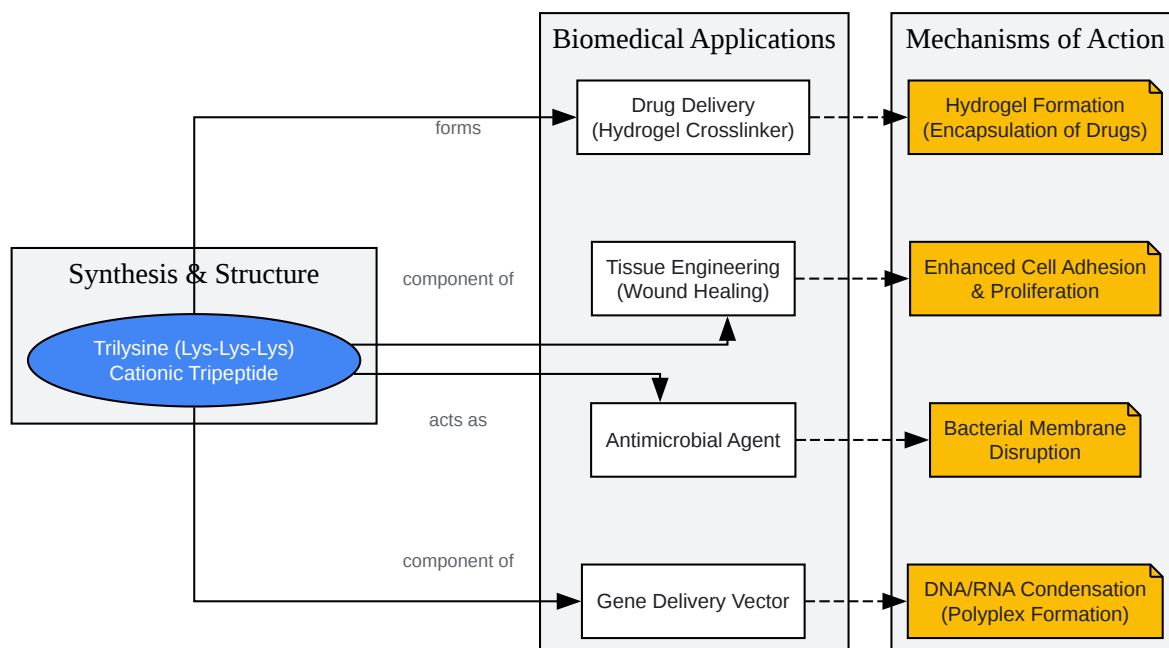 Biomedical Applications
Mechanisms of Action
Drug Delivery
(Hydrogel Crosslinker)
Hydrogel Formation
(Encapsulation of Drugs)
forms
Synthesis & Structure
component of
Tissue Engineering
(Wound Healing)
Enhanced Cell Adhesion
& Proliferation
Trilysine (Lys-Lys-Lys)
Cationic Tripeptide
acts as
Antimicrobial Agent
Bacterial Membrane
Disruption
component of
Gene Delivery Vector
DNA/RNA Condensation
(Polyplex Formation)